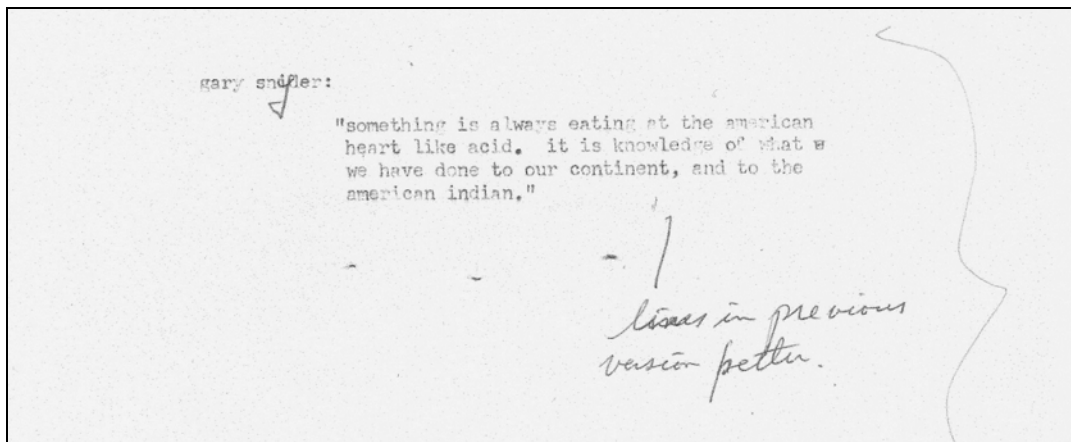 gary snyder:
"something is always eating at the american
heart like acid. it is knowledge of what w
we have done to our continent, and to the
american indian."
lines in previous
version better.